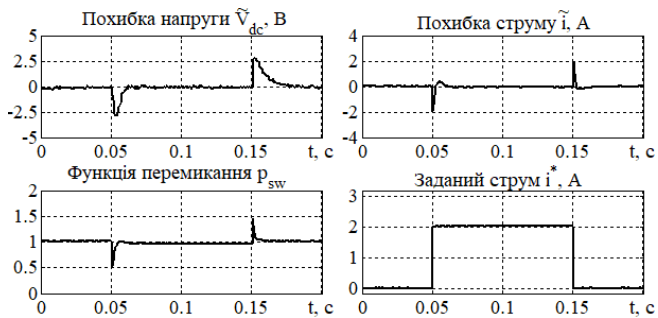 Похибка напруги Ṽdc, В
Похибка струму ĩ, А
5
2.5
0
-2.5
-5
0 0.05 0.1 0.15 t, с
4
2
0
-2
-4
0 0.05 0.1 0.15 t, с
Функція перемикання psw
Заданий струм i*, А
2
1.5
1
0.5
0
0 0.05 0.1 0.15 t, с
3
2
1
0
0 0.05 0.1 0.15 t, с